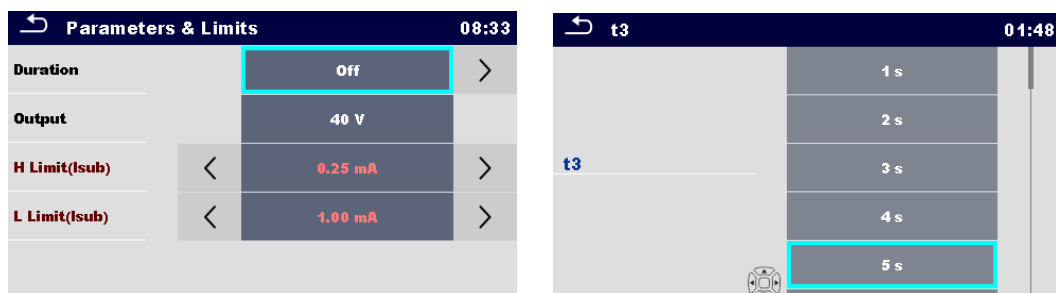 Parameters & Limits 08:33
Duration Off
Output 40 V
H Limit(Isub) 0.25 mA
L Limit(Isub) 1.00 mA
t3 01:48
1 s
2 s
t3 3 s
4 s
5 s